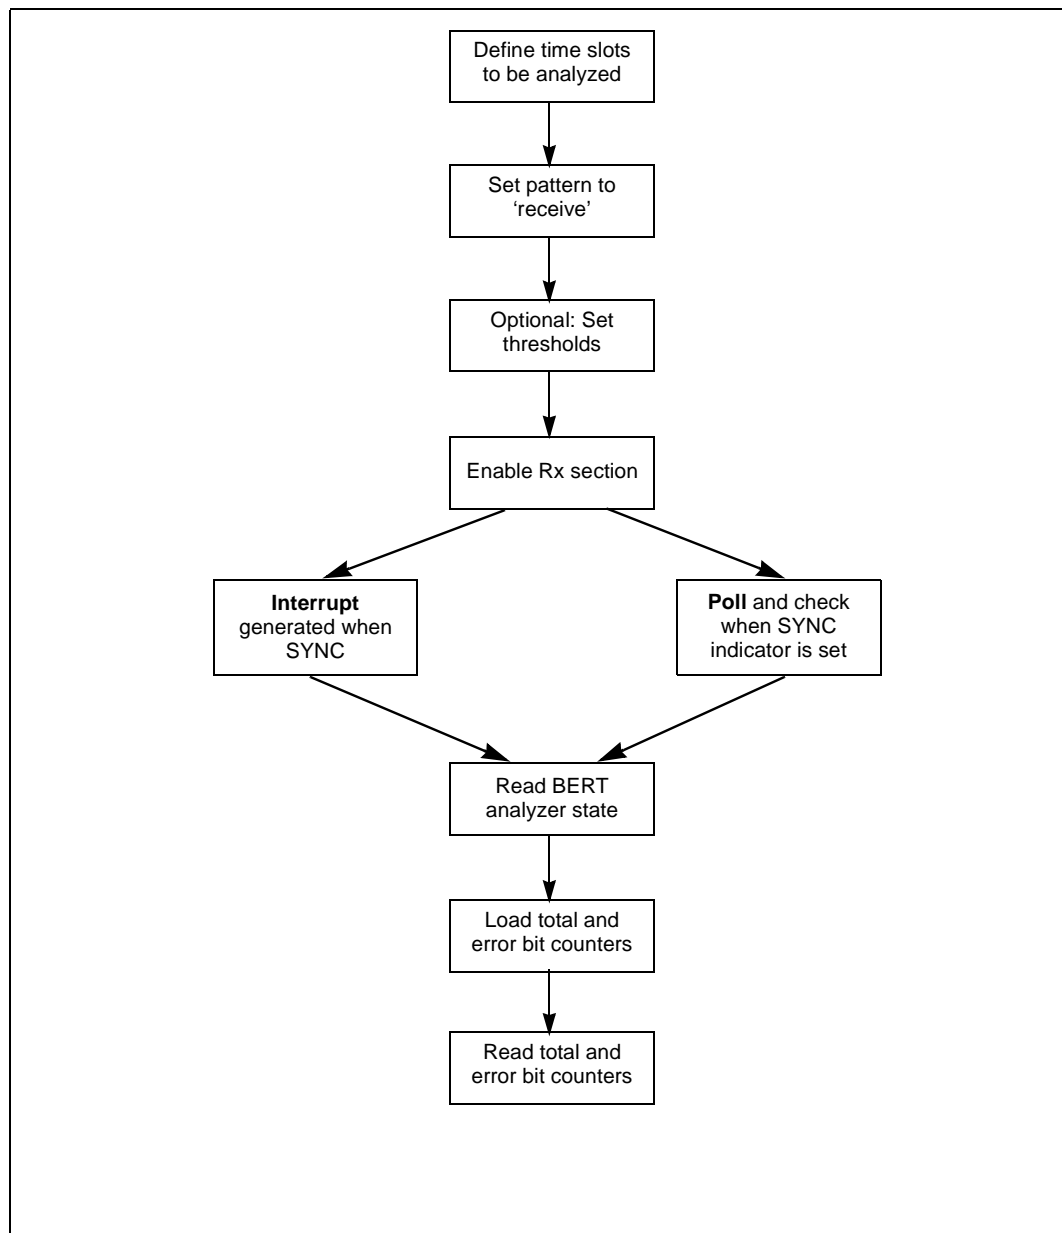 Define time slots
to be analyzed
Set pattern to
‘receive’
Optional: Set
thresholds
Enable Rx section
Interrupt
generated when
SYNC
Poll and check
when SYNC
indicator is set
Read BERT
analyzer state
Load total and
error bit counters
Read total and
error bit counters